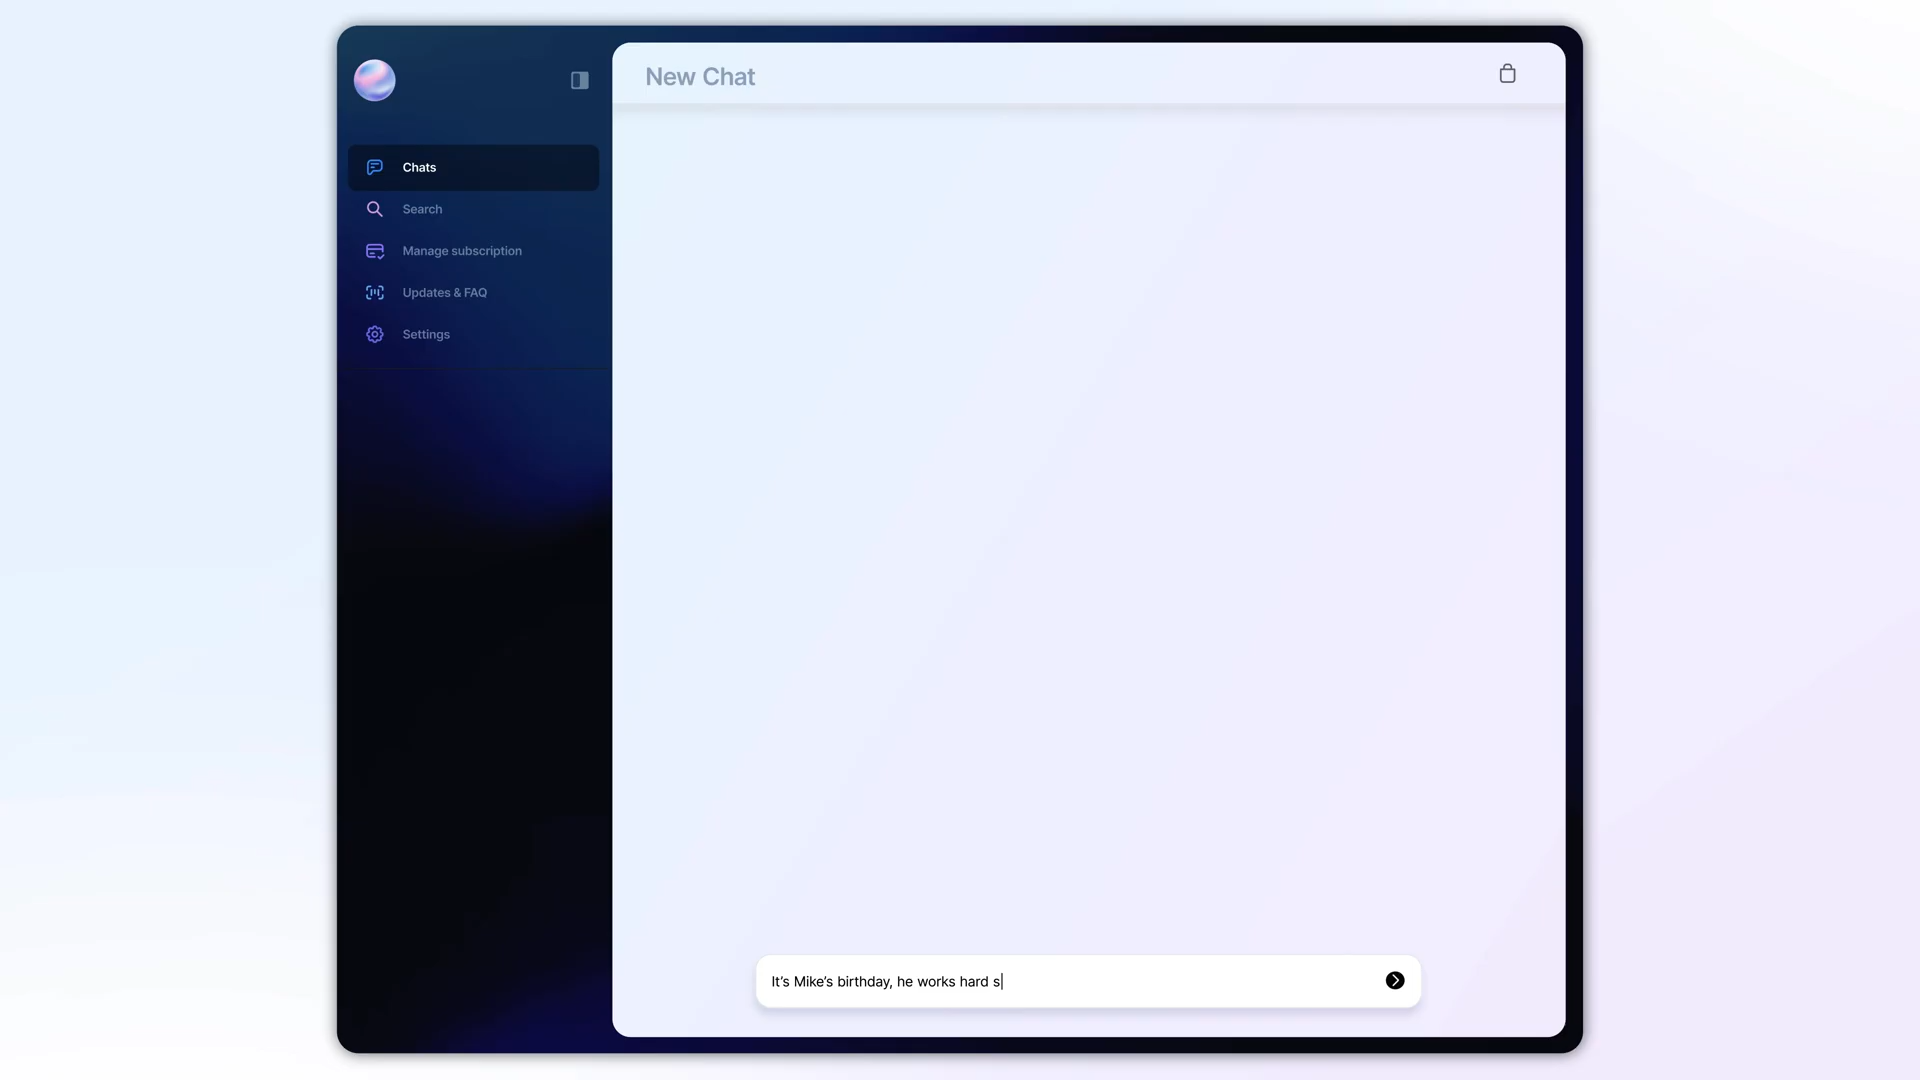 New Chat
Chats
Search
Manage subscription
Updates & FAQ
Settings
It’s Mike’s birthday, he works hard s